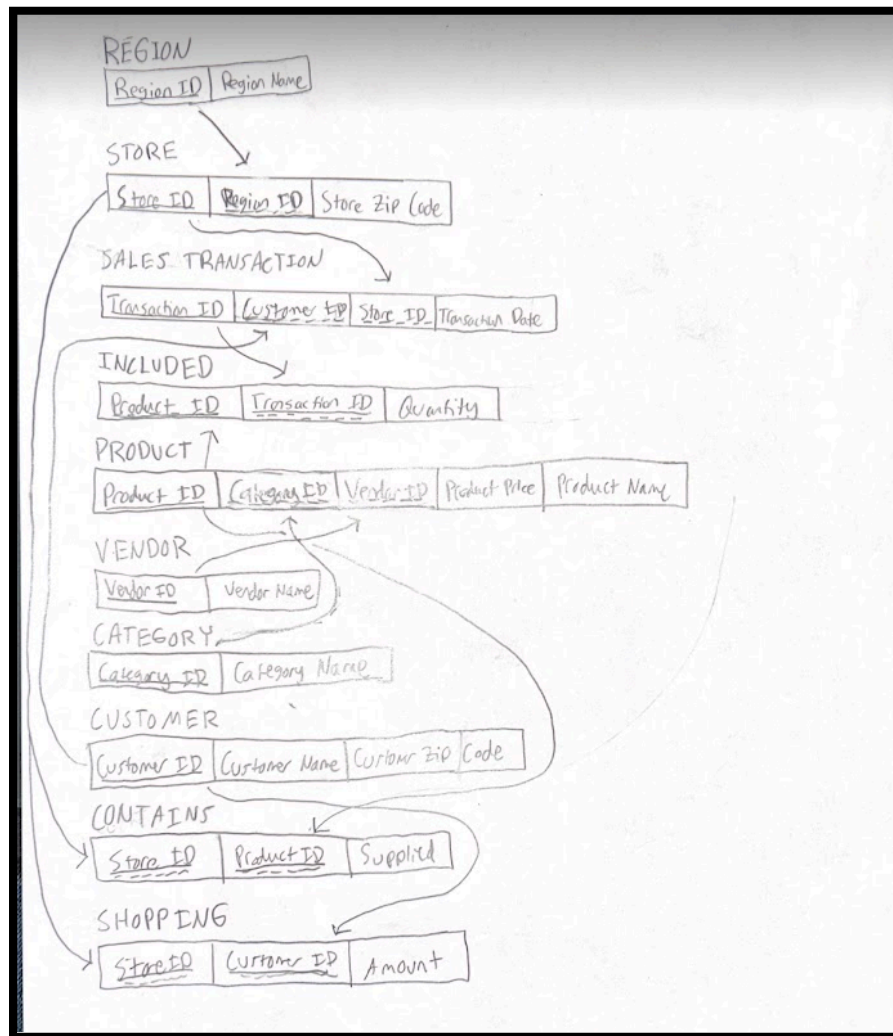 REGION
Region ID Region Name
STORE
Store ID Region ID Store Zip Code
SALES TRANSACTION
Transaction ID Customer ID Store ID Transaction Date
INCLUDED
Product ID Transaction ID Quantity
PRODUCT
Product ID Category ID Vendor ID Product Price Product Name
VENDOR
Vendor ID Vendor Name
CATEGORY
Category ID Category Name
CUSTOMER
Customer ID Customer Name Customer Zip Code
CONTAINS
Store ID Product ID Supplied
SHOPPING
Store ID Customer ID Amount